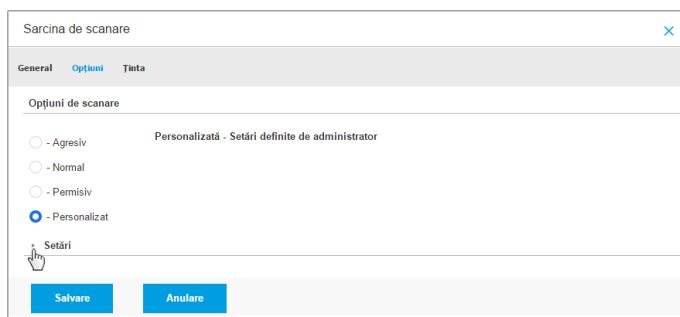 Sarcina de scanare
General Opțiuni Ținta
Opțiuni de scanare
- Agresiv
Personalizată - Setări definite de administrator
- Normal
- Permisiv
- Personalizat
Setări
Salvare Anulare